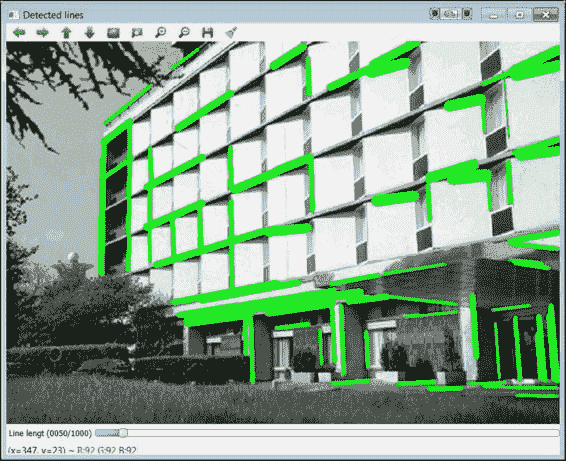 Detected lines
Line lengt (0050/1000)
(x=347, y=23) ~ R:92 G:92 B:92